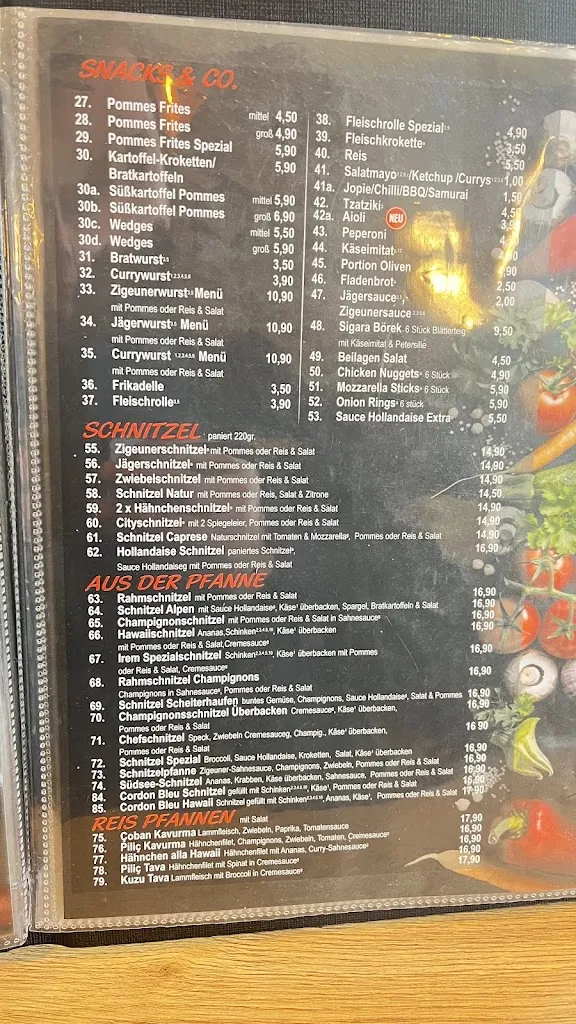 SNACKS & CO.
27. Pommes Frites mittel 4,50
28. Pommes Frites groß 4,90
29. Pommes Frites Spezial 5,90
30. Kartoffel-Kroketten/ 5,90
Bratkartoffeln
30a. Süßkartoffel Pommes mittel 5,90
30b. Süßkartoffel Pommes groß 6,90
30c. Wedges mittel 5,50
30d. Wedges groß 5,90
31. Bratwurst 3,50
32. Currywurst 3,90
33. Zigeunerwurst Menü 10,90
mit Pommes oder Reis & Salat
34. Jägerwurst Menü 10,90
mit Pommes oder Reis & Salat
35. Currywurst Menü 10,90
mit Pommes oder Reis & Salat
36. Frikadelle 3,50
37. Fleischrolle 3,90
38. Fleischrolle Spezial 4,90
39. Fleischkrokette 3,50
40. Reis 5,50
41. Salatmayo/Ketchup/Currys 1,00
41a. Jopie/Chilli/BBQ/Samurai 1,50
42. Tzatziki
42a. Aioli NEU
43. Peperoni
44. Käseimitat
45. Portion Oliven
46. Fladenbrot
47. Jägersauce 2,00
Zigeunersauce
48. Sigara Börek 6 Stück Blätterteig 9,50
mit Käseimitat & Petersilie
49. Beilagen Salat 4,50
50. Chicken Nuggets 6 Stück 4,90
51. Mozzarella Sticks 6 Stück 5,90
52. Onion Rings 6 stück 5,90
53. Sauce Hollandaise Extra 5,50
SCHNITZEL paniert 220gr.
55. Zigeunerschnitzel mit Pommes oder Reis & Salat 14,90
56. Jägerschnitzel mit Pommes oder Reis & Salat 14,90
57. Zwiebelschnitzel mit Pommes oder Reis & Salat 14,90
58. Schnitzel Natur mit Pommes oder Reis, Salat & Zitrone 14,50
59. 2 x Hähnchenschnitzel mit Pommes oder Reis & Salat 14,90
60. Cityschnitzel mit 2 Spiegeleier, Pommes oder Reis & Salat 14,90
61. Schnitzel Caprese Naturschnitzel mit Tomaten & Mozzarella, Pommes oder Reis & Salat 14,90
62. Hollandaise Schnitzel paniertes Schnitzel, 16,90
Sauce Hollandaise mit Pommes oder Reis & Salat
AUS DER PFANNE
63. Rahmschnitzel mit Pommes oder Reis & Salat 16,90
64. Schnitzel Alpen mit Sauce Hollandaise, Käse überbacken, Spargel, Bratkartoffeln & Salat 16,90
65. Champignonschnitzel mit Pommes oder Reis & Salat in Sahnesauce 16,90
66. Hawaiischnitzel Ananas, Schinken, Käse überbacken 16,90
mit Pommes oder Reis & Salat, Cremesauce
67. Irem Spezialschnitzel Schinken, Käse überbacken mit Pommes 16,90
oder Reis & Salat, Cremesauce
68. Rahmschnitzel Champignons
Champignons in Sahnesauce, Pommes oder Reis & Salat
69. Schnitzel Scheiterhaufen buntes Gemüse, Champignons, Sauce Hollandaise, Salat & Pommes 16,90
70. Champignonsschnitzel Überbacken Cremesauce, Käse überbacken, 16,90
Pommes oder Reis & Salat
71. Chefschnitzel Speck, Zwiebeln Cremesauce, Champig., Käse überbacken, 16 90
Pommes oder Reis & Salat
72. Schnitzel Spezial Broccoli, Sauce Hollandaise, Kroketten, Salat, Käse überbacken 16,90
73. Schnitzelpfanne Zigeuner-Sahnesauce, Champignons, Zwiebeln, Pommes oder Reis & Salat 16,90
74. Südsee-Schnitzel Ananas, Krabben, Käse überbacken, Sahnesauce, Pommes oder Reis & Salat 16,90
84. Cordon Bleu Schnitzel gefüllt mit Schinken, Käse, Pommes oder Reis & Salat 16,90
85. Cordon Bleu Hawaii Schnitzel gefüllt mit Schinken, Ananas, Käse, Pommes oder Reis & Salat 17,90
REIS PFANNEN mit Salat
75. Çoban Kavurma Lammfleisch, Zwiebeln, Paprika, Tomatensauce 17,90
76. Piliç Kavurma Hähnchenfilet, Champignons, Zwiebeln, Tomaten, Cremesauce 16,90
77. Hähnchen alla Hawaii Hähnchenfilet mit Ananas, Curry-Sahnesauce 16,90
78. Piliç Tava Hähnchenfilet mit Spinat in Cremesauce 16,90
79. Kuzu Tava Lammfleisch mit Broccoli in Cremesauce 17,90